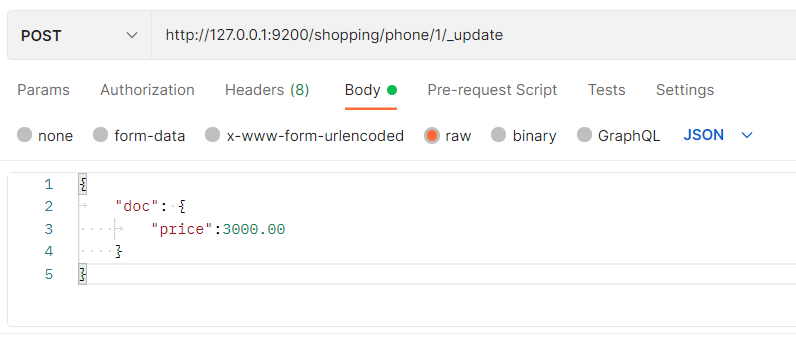 POST http://127.0.0.1:9200/shopping/phone/1/_update
Params Authorization Headers (8) Body Pre-request Script Tests Settings
none form-data x-www-form-urlencoded raw binary GraphQL JSON
1 {
2 "doc": {
3 "price":3000.00
4 }
5 }